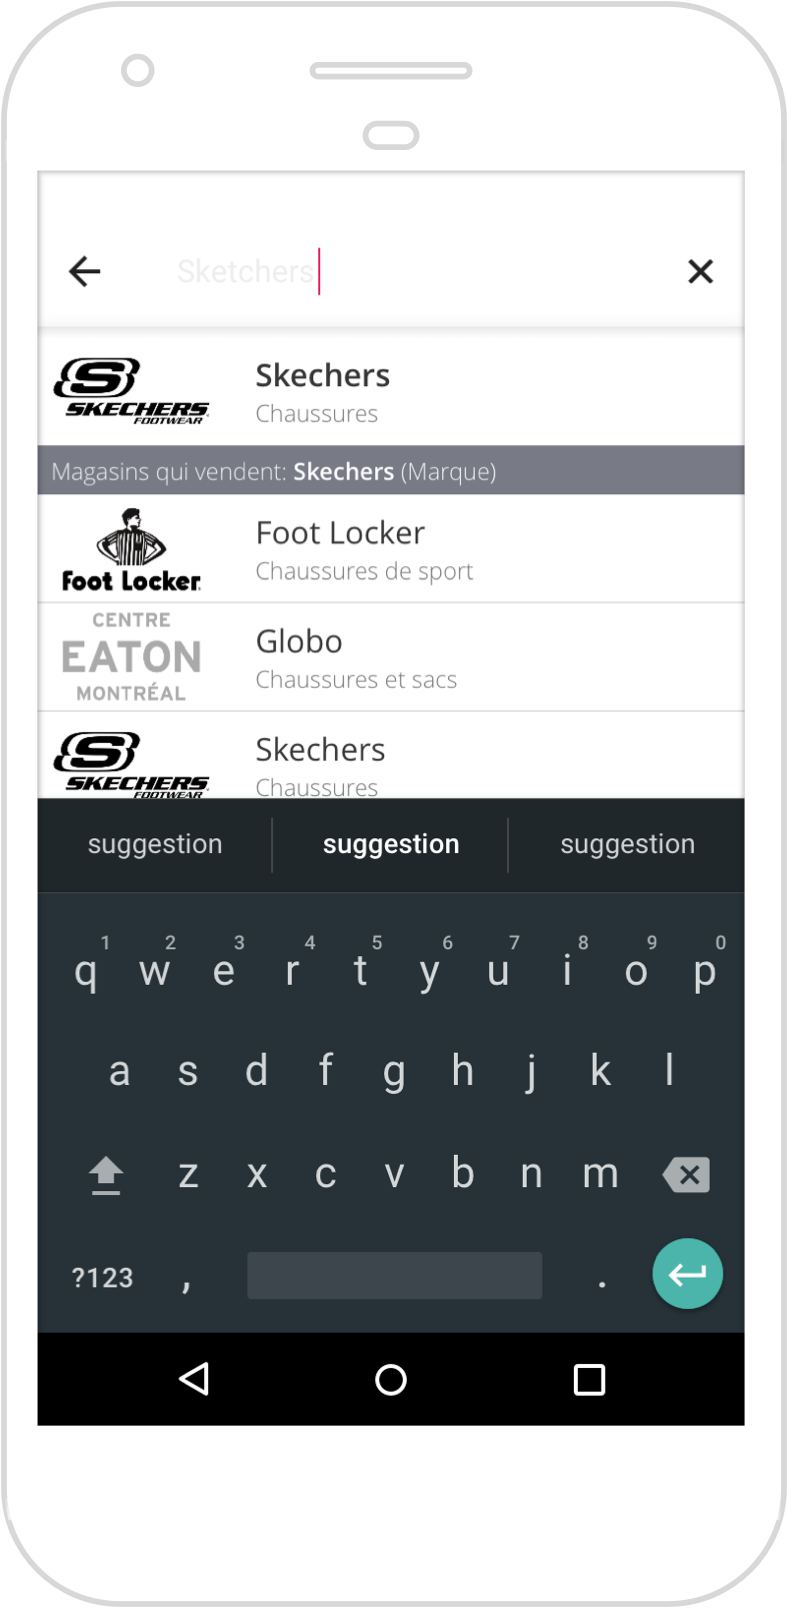 Sketchers
SKECHERS
FOOTWEAR
Skechers
Chaussures
Magasins qui vendent: Skechers (Marque)
Foot Locker
Foot Locker
Chaussures de sport
CENTRE
EATON
MONTRÉAL
Globo
Chaussures et sacs
SKECHERS
FOOTWEAR
Skechers
Chaussures
suggestion suggestion suggestion
1 2 3 4 5 6 7 8 9 0
q w e r t y u i o p
a s d f g h j k l
z x c v b n m
?123 , .